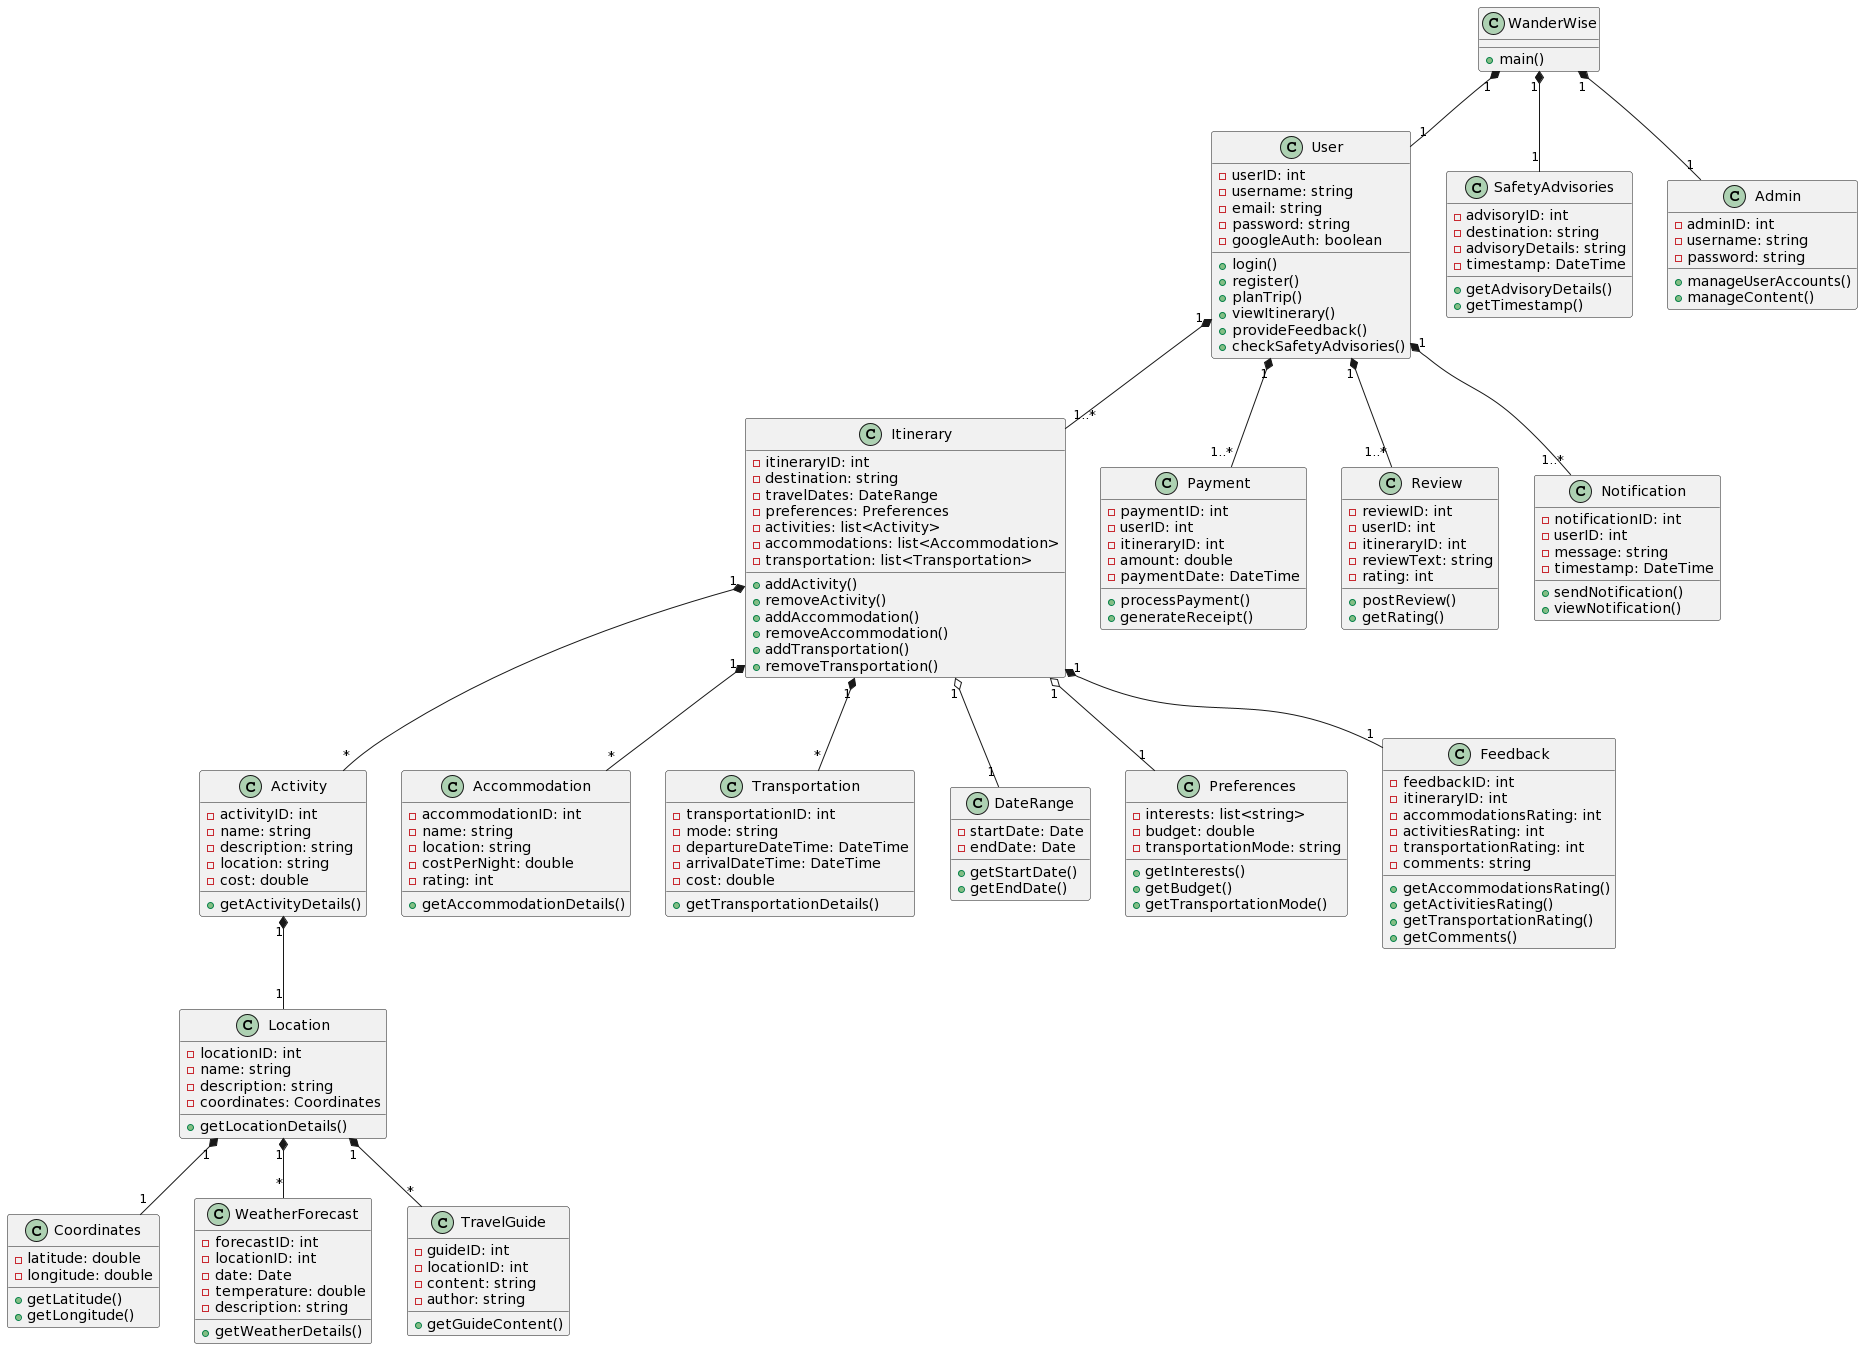 C WanderWise
main()
1
1
1
1
1
1
C User
userID: int
username: string
email: string
password: string
googleAuth: boolean
login()
register()
planTrip()
viewItinerary()
provideFeedback()
checkSafetyAdvisories()
C SafetyAdvisories
advisoryID: int
destination: string
advisoryDetails: string
timestamp: DateTime
getAdvisoryDetails()
getTimestamp()
C Admin
adminID: int
username: string
password: string
manageUserAccounts()
manageContent()
1
1
1
1
1..*
1..*
1..*
1..*
C Itinerary
itineraryID: int
destination: string
travelDates: DateRange
preferences: Preferences
activities: list<Activity>
accommodations: list<Accommodation>
transportation: list<Transportation>
addActivity()
removeActivity()
addAccommodation()
removeAccommodation()
addTransportation()
removeTransportation()
C Payment
paymentID: int
userID: int
itineraryID: int
amount: double
paymentDate: DateTime
processPayment()
generateReceipt()
C Review
reviewID: int
userID: int
itineraryID: int
reviewText: string
rating: int
postReview()
getRating()
C Notification
notificationID: int
userID: int
message: string
timestamp: DateTime
sendNotification()
viewNotification()
1
1
1
1
1
1
*
*
*
1
1
1
C Activity
activityID: int
name: string
description: string
location: string
cost: double
getActivityDetails()
C Accommodation
accommodationID: int
name: string
location: string
costPerNight: double
rating: int
getAccommodationDetails()
C Transportation
transportationID: int
mode: string
departureDateTime: DateTime
arrivalDateTime: DateTime
cost: double
getTransportationDetails()
C DateRange
startDate: Date
endDate: Date
getStartDate()
getEndDate()
C Preferences
interests: list<string>
budget: double
transportationMode: string
getInterests()
getBudget()
getTransportationMode()
C Feedback
feedbackID: int
itineraryID: int
accommodationsRating: int
activitiesRating: int
transportationRating: int
comments: string
getAccommodationsRating()
getActivitiesRating()
getTransportationRating()
getComments()
1
1
C Location
locationID: int
name: string
description: string
coordinates: Coordinates
getLocationDetails()
1
1
1
1
*
*
C Coordinates
latitude: double
longitude: double
getLatitude()
getLongitude()
C WeatherForecast
forecastID: int
locationID: int
date: Date
temperature: double
description: string
getWeatherDetails()
C TravelGuide
guideID: int
locationID: int
content: string
author: string
getGuideContent()